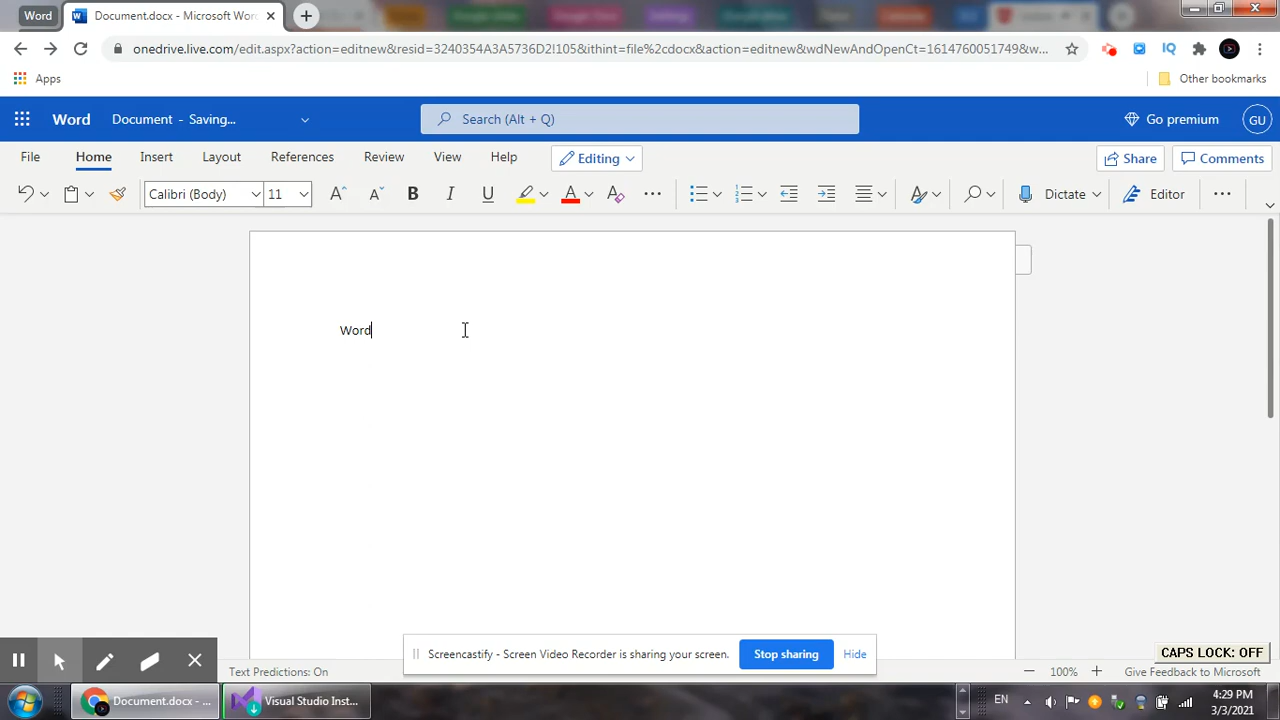 Word
Document.docx - Microsoft Word
onedrive.live.com/edit.aspx?action=editnew&resid=3240354A3A5736D2!105&ithint=file%2cdocx&action=editnew&wdNewAndOpenCt=1614760051749&w...
IQ
Apps
Other bookmarks
Word
Document - Saving...
Search (Alt + Q)
Go premium
GU
File
Home
Insert
Layout
References
Review
View
Help
Editing
Share
Comments
Calibri (Body)
11
Dictate
Editor
Word
Screencastify - Screen Video Recorder is sharing your screen.
Stop sharing
Hide
CAPS LOCK: OFF
Text Predictions: On
100%
Give Feedback to Microsoft
Document.docx - ...
Visual Studio Inst...
EN
4:29 PM
3/3/2021